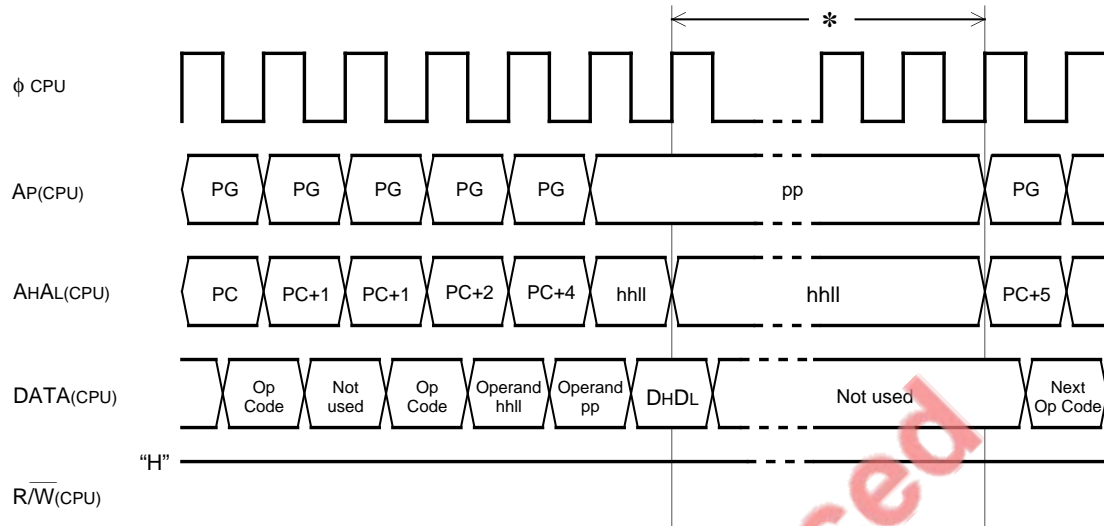 *
φ CPU
AP(CPU) PG PG PG PG PG pp PG
AHAL(CPU) PC PC+1 PC+1 PC+2 PC+4 hhll hhll PC+5
DATA(CPU) Op Code Not used Op Code Operand hhll Operand pp DHDL Not used Next Op Code
“H”
R/W(CPU)